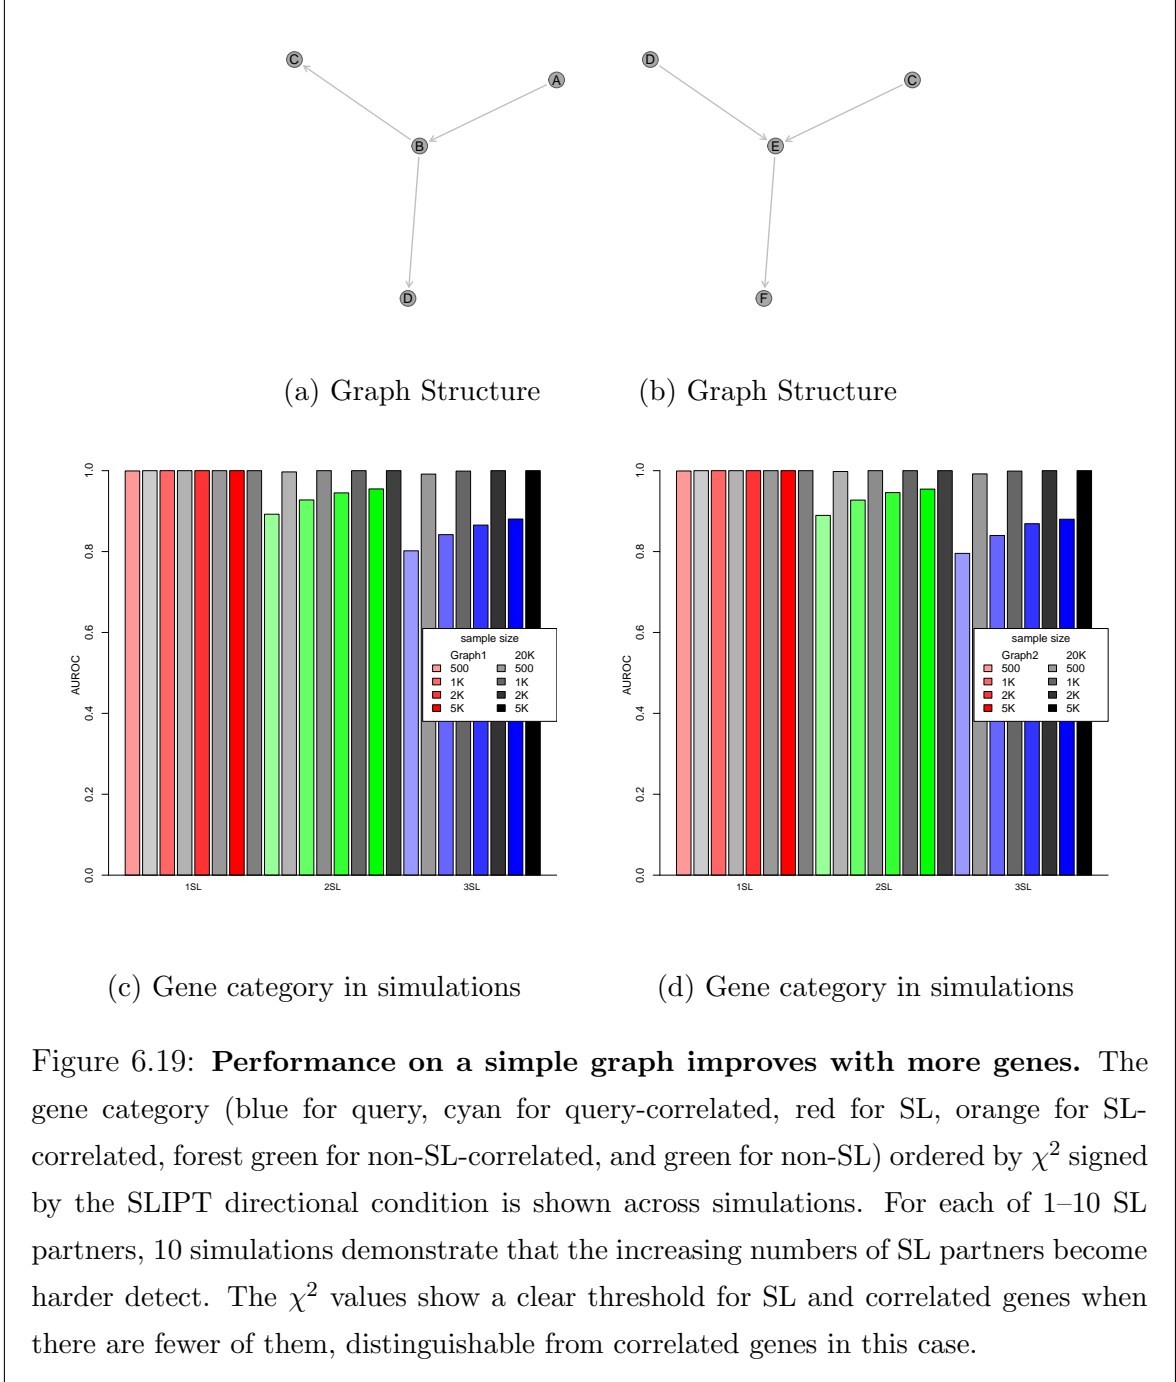 C
A
B
D
D
C
E
F
(a) Graph Structure
(b) Graph Structure
AUROC
0.0
0.2
0.4
0.6
0.8
1.0
1SL
2SL
3SL
sample size
Graph1 20K
500 500
1K 1K
2K 2K
5K 5K
AUROC
0.0
0.2
0.4
0.6
0.8
1.0
1SL
2SL
3SL
sample size
Graph2 20K
500 500
1K 1K
2K 2K
5K 5K
(c) Gene category in simulations
(d) Gene category in simulations
Figure 6.19: Performance on a simple graph improves with more genes. The
gene category (blue for query, cyan for query-correlated, red for SL, orange for SL-
correlated, forest green for non-SL-correlated, and green for non-SL) ordered by χ² signed
by the SLIPT directional condition is shown across simulations. For each of 1–10 SL
partners, 10 simulations demonstrate that the increasing numbers of SL partners become
harder detect. The χ² values show a clear threshold for SL and correlated genes when
there are fewer of them, distinguishable from correlated genes in this case.